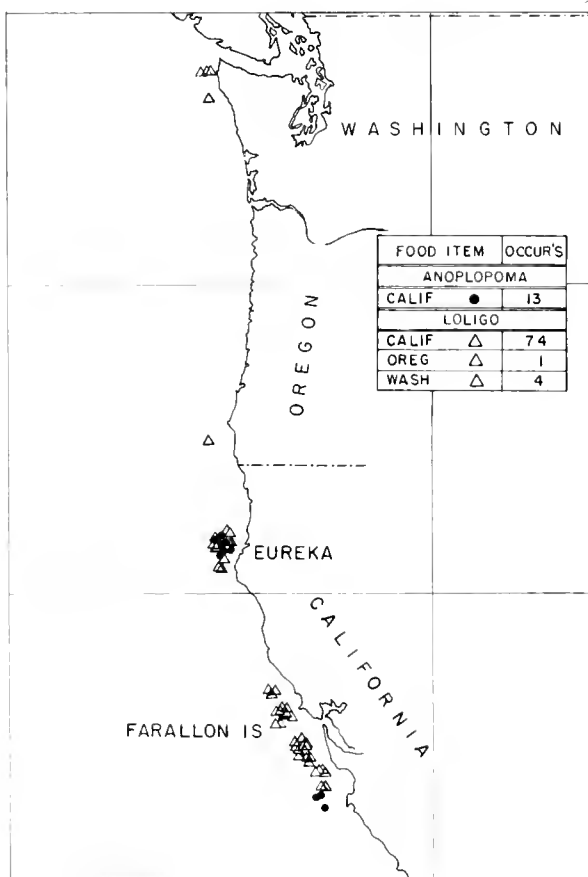 WASHINGTON
FOOD ITEM OCCUR'S
ANOPLOPOMA
CALIF ● 13
LOLIGO
CALIF △ 74
OREG △ 1
WASH △ 4
OREGON
EUREKA
CALIFORNIA
FARALLON IS